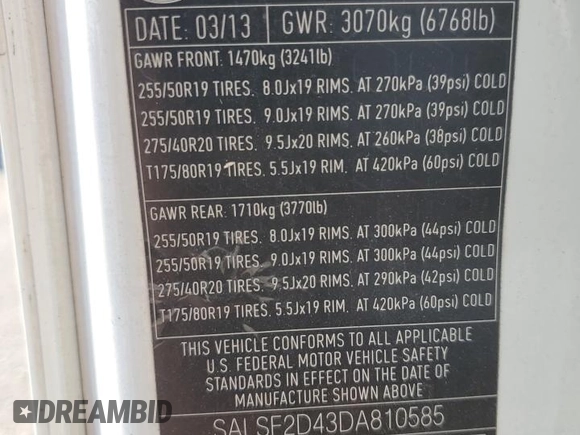 DATE: 03/13 GWR: 3070kg (6768lb)
GAWR FRONT: 1470kg (3241lb)
255/50R19 TIRES. 8.0Jx19 RIMS. AT 270kPa (39psi) COLD
255/50R19 TIRES. 9.0Jx19 RIMS. AT 270kPa (39psi) COLD
275/40R20 TIRES. 9.5Jx20 RIMS. AT 260kPa (38psi) COLD
T175/80R19 TIRES. 5.5Jx19 RIM. AT 420kPa (60psi) COLD
GAWR REAR: 1710kg (3770lb)
255/50R19 TIRES. 8.0Jx19 RIMS. AT 300kPa (44psi) COLD
255/50R19 TIRES. 9.0Jx19 RIMS. AT 300kPa (44psi) COLD
275/40R20 TIRES. 9.5Jx20 RIMS. AT 290kPa (42psi) COLD
T175/80R19 TIRES. 5.5Jx19 RIM. AT 420kPa (60psi) COLD
THIS VEHICLE CONFORMS TO ALL APPLICABLE
U.S. FEDERAL MOTOR VEHICLE SAFETY
STANDARDS IN EFFECT ON THE DATE OF
MANUFACTURE SHOWN ABOVE
SALSF2D43DA810585